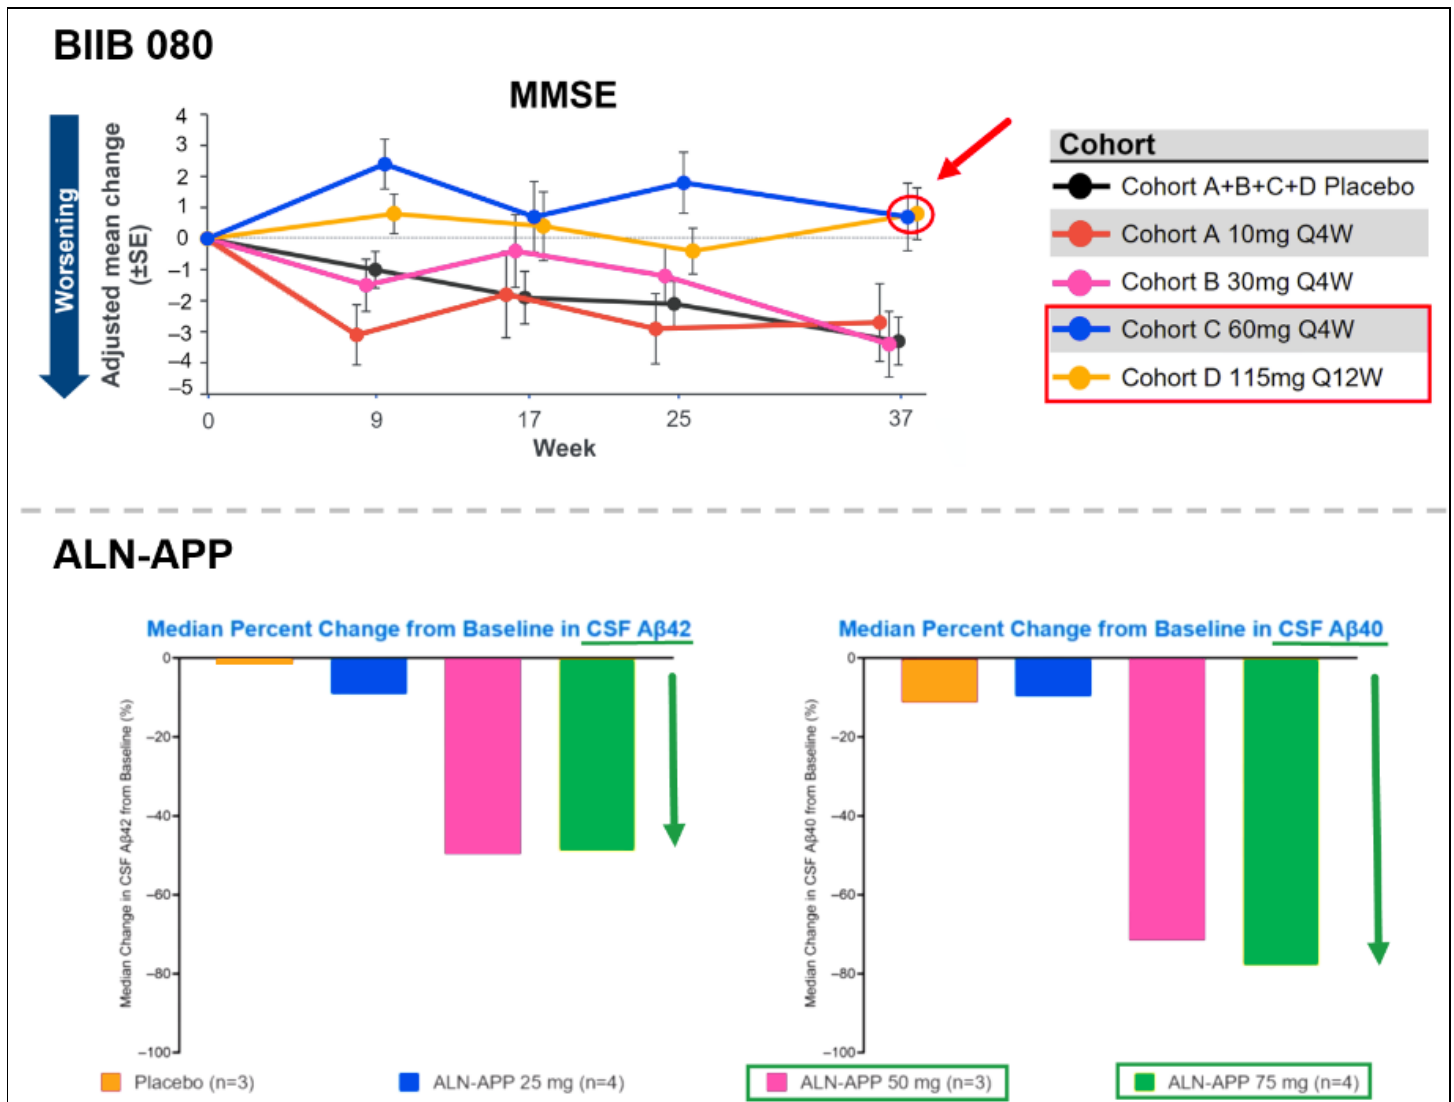 BIIB 080
MMSE
Worsening
Adjusted mean change
(±SE)
4
3
2
1
0
–1
–2
–3
–4
–5
0 9 17 25 37
Week
Cohort
Cohort A+B+C+D Placebo
Cohort A 10mg Q4W
Cohort B 30mg Q4W
Cohort C 60mg Q4W
Cohort D 115mg Q12W
ALN-APP
Median Percent Change from Baseline in CSF Aβ42
Median Change in CSF Aβ42 from Baseline (%)
0
–20
–40
–60
–80
–100
Median Percent Change from Baseline in CSF Aβ40
Median Change in CSF Aβ40 from Baseline (%)
0
–20
–40
–60
–80
–100
Placebo (n=3)
ALN-APP 25 mg (n=4)
ALN-APP 50 mg (n=3)
ALN-APP 75 mg (n=4)